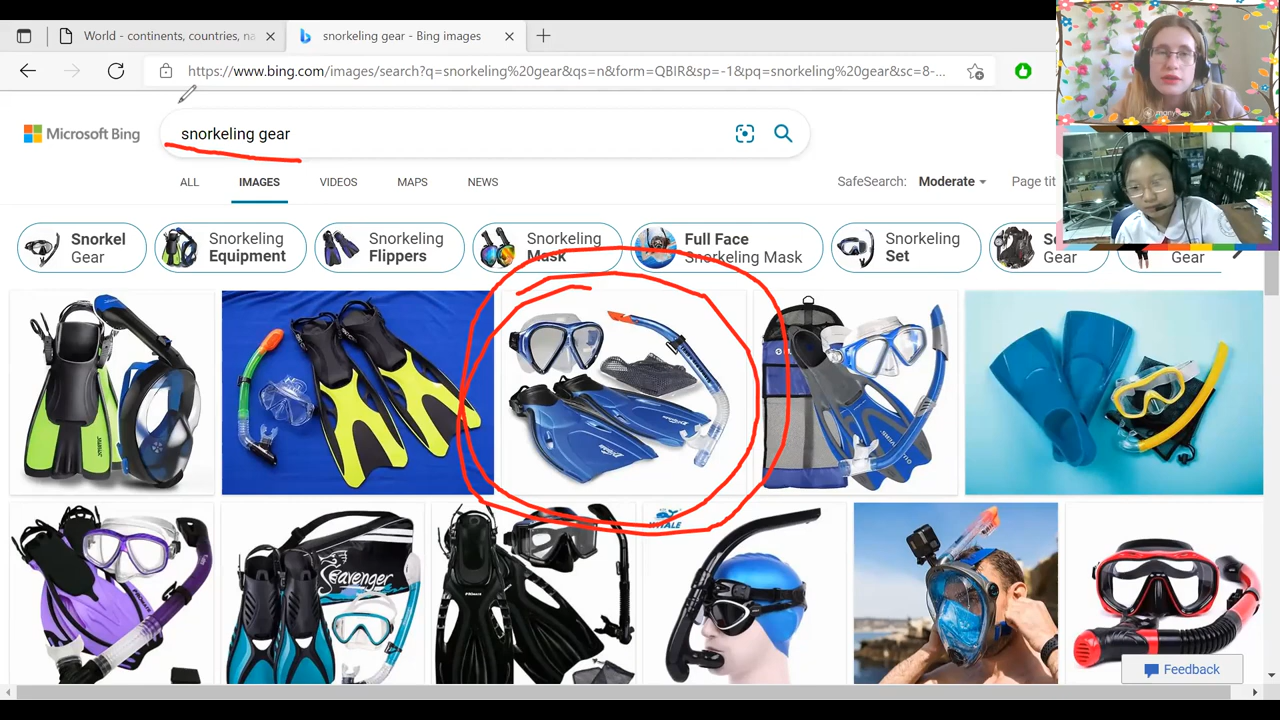 World - continents, countries, na
snorkeling gear - Bing images
https://www.bing.com/images/search?q=snorkeling%20gear&qs=n&form=QBIR&sp=-1&pq=snorkeling%20gear&sc=8-...
Microsoft Bing
snorkeling gear
ALL IMAGES VIDEOS MAPS NEWS
SafeSearch: Moderate
Page tit
Snorkel Gear
Snorkeling Equipment
Snorkeling Flippers
Snorkeling Mask
Full Face Snorkeling Mask
Snorkeling Set
Gear
Gear
WHALE
Seavenger
Feedback